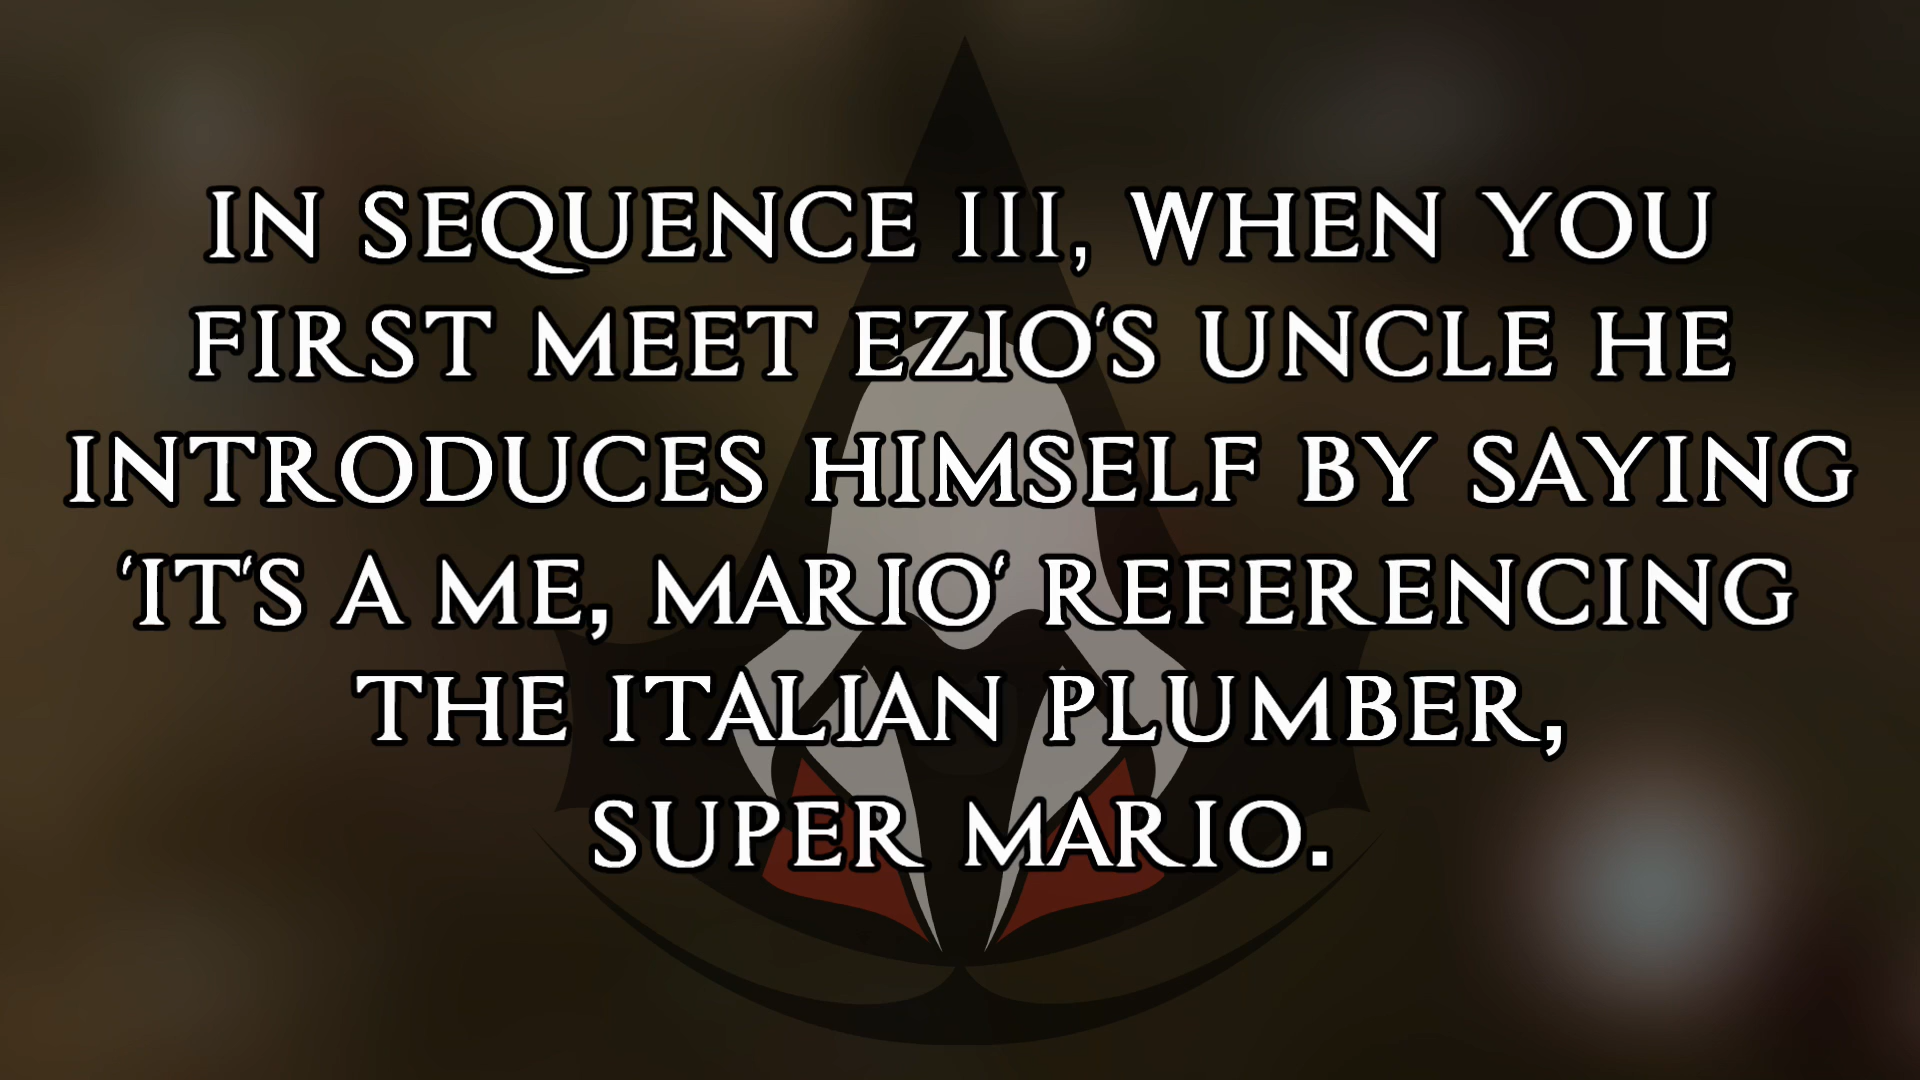 IN SEQUENCE III, WHEN YOU
FIRST MEET EZIO'S UNCLE HE
INTRODUCES HIMSELF BY SAYING
'IT'S A ME, MARIO' REFERENCING
THE ITALIAN PLUMBER,
SUPER MARIO.